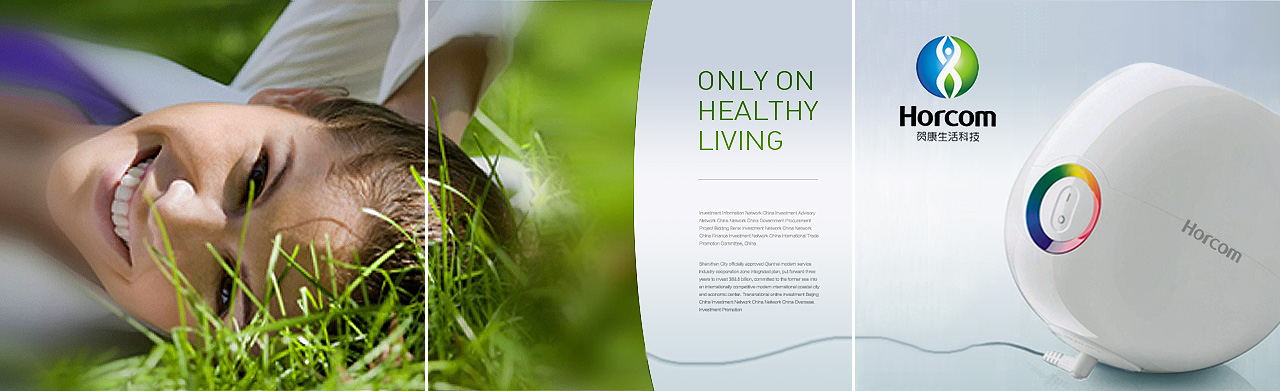 ONLY ON
HEALTHY
LIVING
Investment Information Network China Investment Advisory
Network China Network China Government Procurement
Project Bidding Benv Investment Network China Network
China Finance Investment Network China International Trade
Promotion Committee, China
Shenzhen City officially approved Qianhai modern service
industry cooperation zone integrated plan, put forward three
years to invest 388.8 billion, committed to the former sea into
an internationally competitive modern international coastal city
and economic center. Transnational online Investment Beijing
China Investment Network China Network China Overseas
Investment Promotion
Horcom
贺康生活科技
Horcom